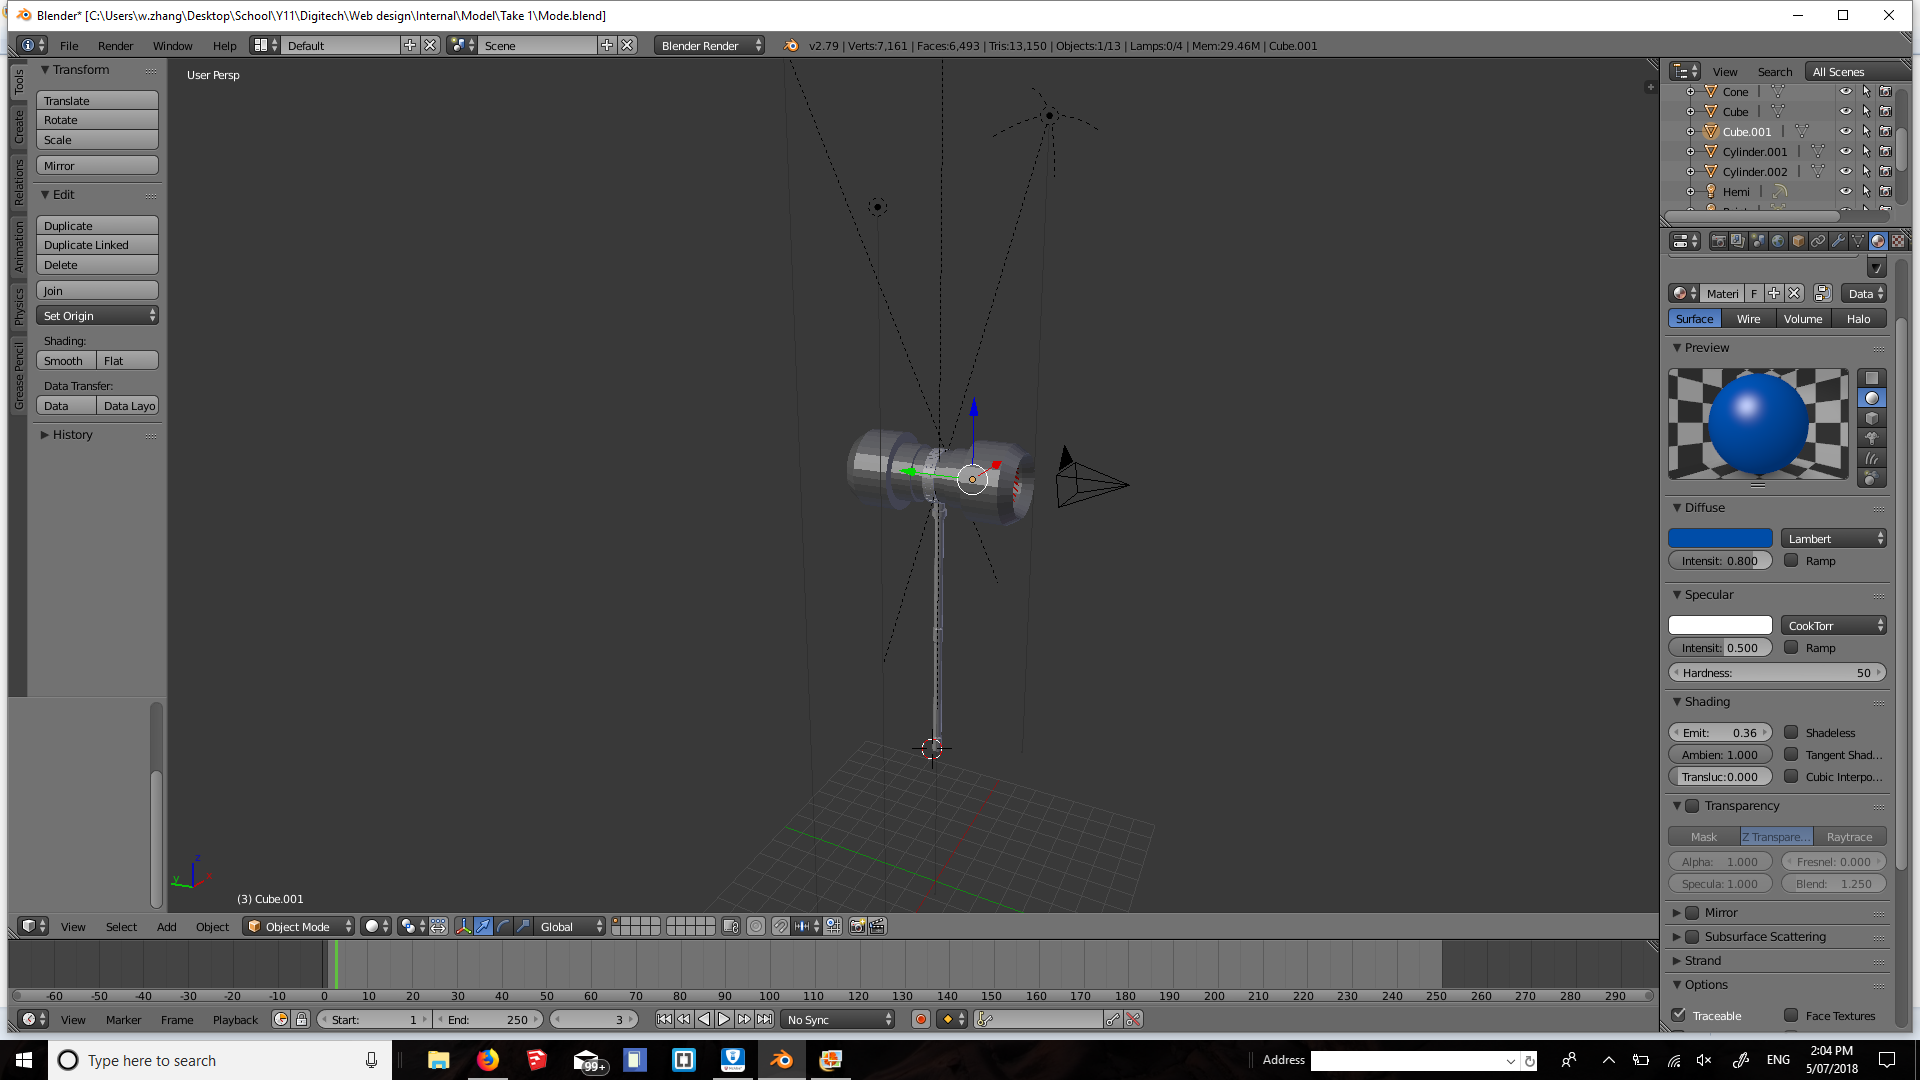 Blender* [C:\Users\w.zhang\Desktop\School\Y11\Digitech\Web design\Internal\Model\Take 1\Mode.blend]
File Render Window Help Default Scene Blender Render v2.79 | Verts:7,161 | Faces:6,493 | Tris:13,150 | Objects:1/13 | Lamps:0/4 | Mem:29.46M | Cube.001
Tools
Create
Relations
Animation
Physics
Grease Pencil
Transform
Translate
Rotate
Scale
Mirror
Edit
Duplicate
Duplicate Linked
Delete
Join
Set Origin
Shading:
Smooth Flat
Data Transfer:
Data Data Layo
History
User Persp
z
y
x
(3) Cube.001
View Search All Scenes
Cone
Cube
Cube.001
Cylinder.001
Cylinder.002
Hemi
Materi F Data
Surface Wire Volume Halo
Preview
Diffuse
Lambert
Intensit: 0.800 Ramp
Specular
CookTorr
Intensit: 0.500 Ramp
Hardness: 50
Shading
Emit: 0.36 Shadeless
Ambien: 1.000 Tangent Shad...
Transluc:0.000 Cubic Interpo...
Transparency
Mask Z Transpare... Raytrace
Alpha: 1.000 Fresnel: 0.000
Specula: 1.000 Blend: 1.250
Mirror
Subsurface Scattering
Strand
Options
Traceable Face Textures
View Select Add Object Object Mode Global
-60 -50 -40 -30 -20 -10 0 10 20 30 40 50 60 70 80 90 100 110 120 130 140 150 160 170 180 190 200 210 220 230 240 250 260 270 280 290
View Marker Frame Playback Start: 1 End: 250 3 No Sync
Type here to search 99+ Address ENG 2:04 PM
5/07/2018